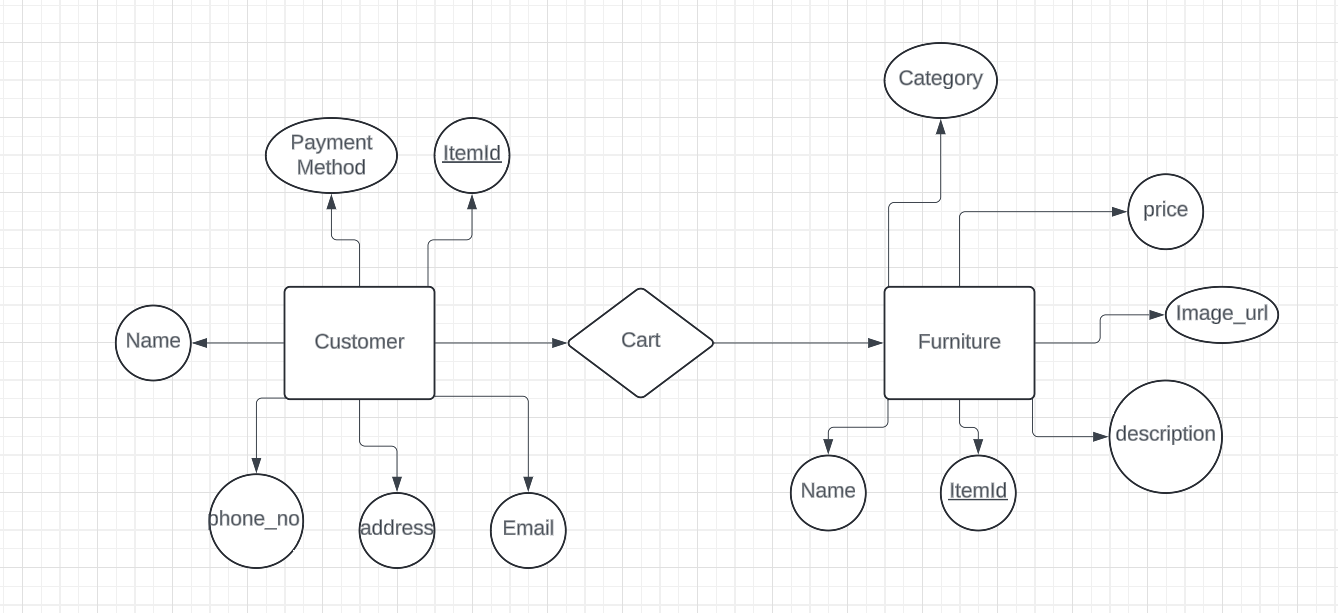 Category
Payment
Method
ItemId
price
Name
Customer
Cart
Furniture
Image_url
description
phone_no
address
Email
Name
ItemId